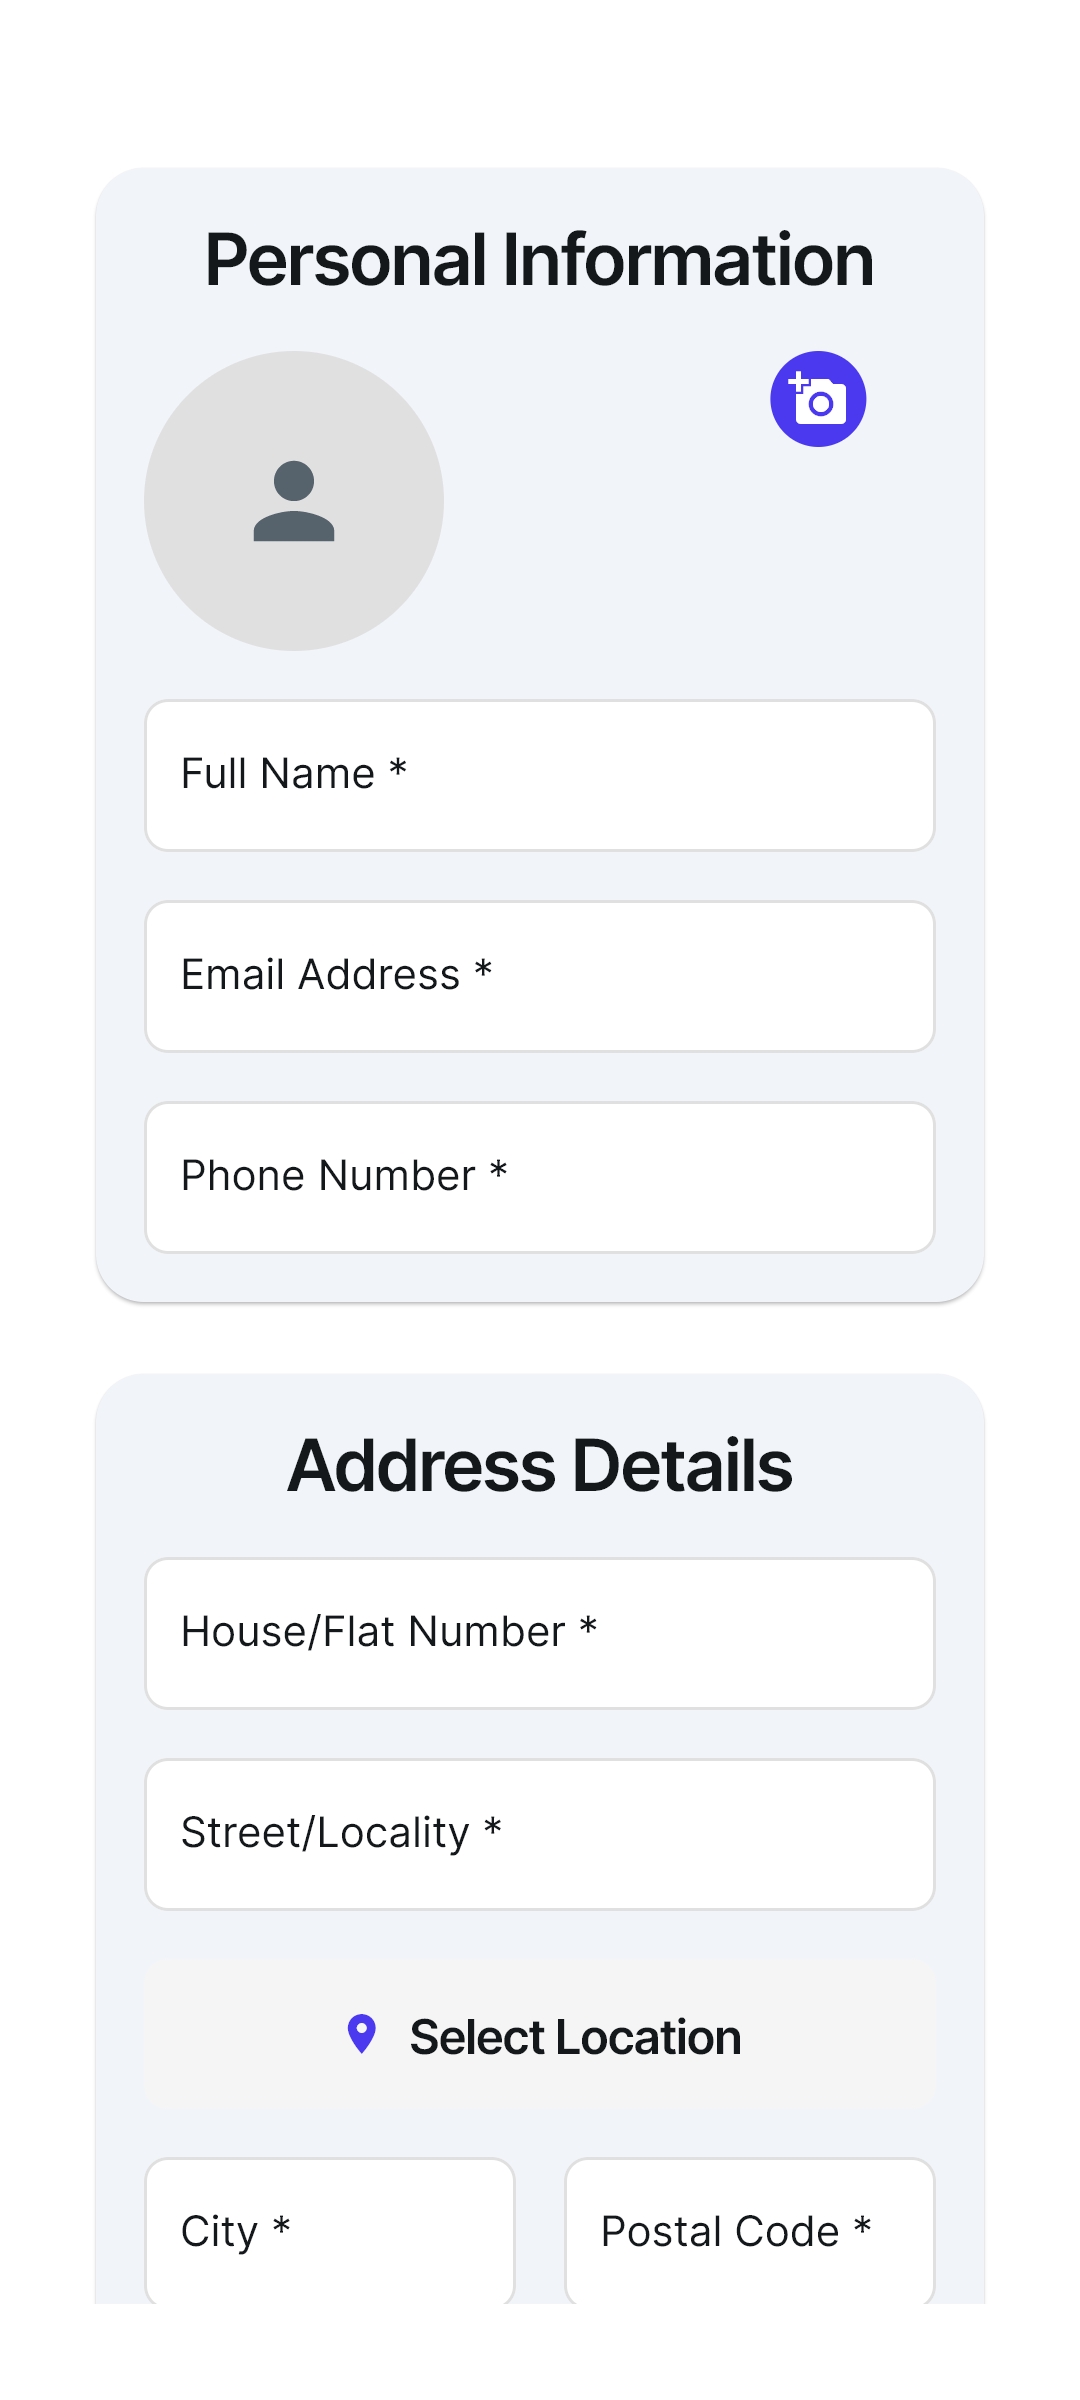 Personal Information
Full Name *
Email Address *
Phone Number *
Address Details
House/Flat Number *
Street/Locality *
Select Location
City *
Postal Code *